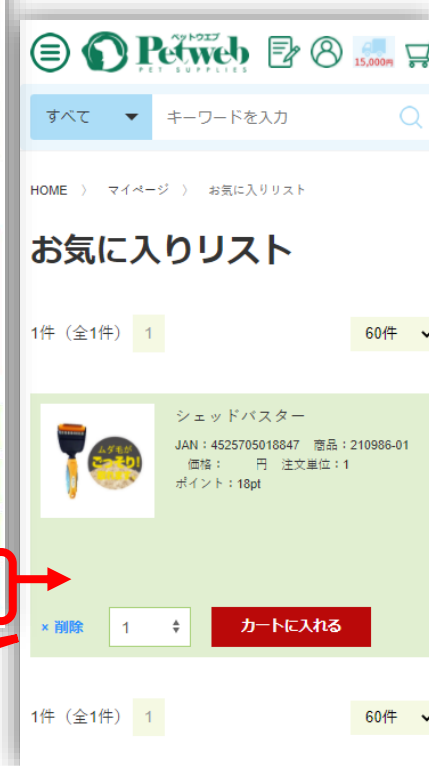 ペットウエブ
Petweb
PET SUPPLIES
15,000円
すべて
キーワードを入力
HOME 〉 マイページ 〉 お気に入りリスト
お気に入りリスト
1件（全1件） 1 60件
シェッドバスター
ムダ毛が
ごっそり!
JAN：4525705018847 商品：210986-01
価格： 円 注文単位：1
ポイント：18pt
× 削除 1 カートに入れる
1件（全1件） 1 60件